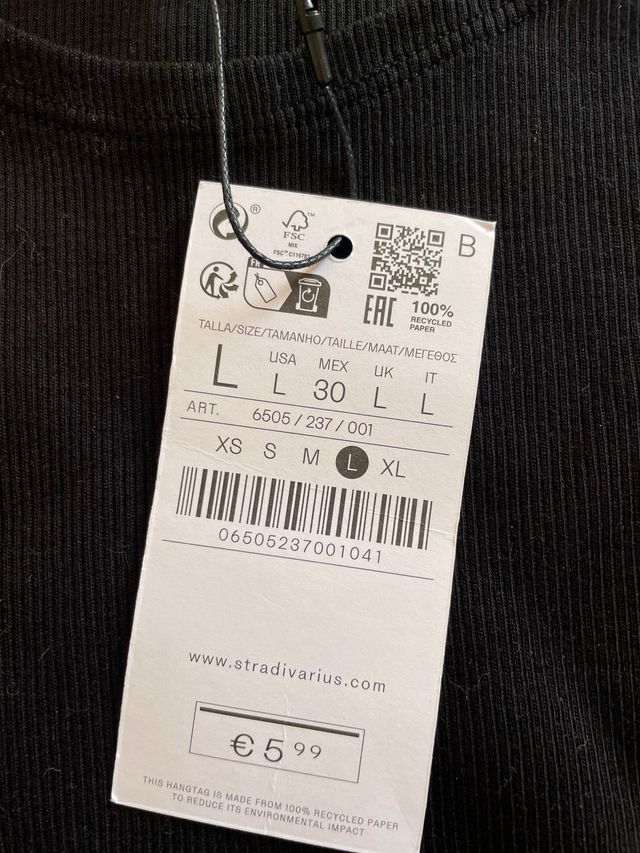 ®
FSC™
MIX
B
EAC
100%
RECYCLED
PAPER
TALLA/SIZE/TAMANHO/TAILLE/MAAT/ΜΕΓΕΘΟΣ
L
USA MEX UK IT
L 30 L L
ART. 6505 / 237 / 001
XS S M L XL
06505237001041
www.stradivarius.com
€ 5 99
THIS HANGTAG IS MADE FROM 100% RECYCLED PAPER
TO REDUCE ITS ENVIRONMENTAL IMPACT